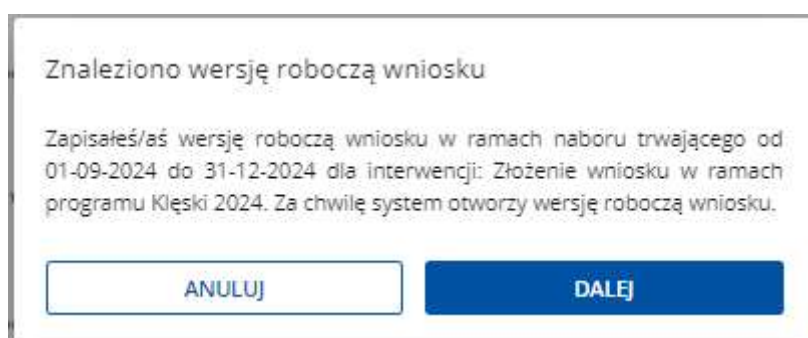 Znaleziono wersję roboczą wniosku
Zapisałeś/aś wersję roboczą wniosku w ramach naboru trwającego od
01-09-2024 do 31-12-2024 dla interwencji: Złożenie wniosku w ramach
programu Klęski 2024. Za chwilę system otworzy wersję roboczą wniosku.
ANULUJ DALEJ